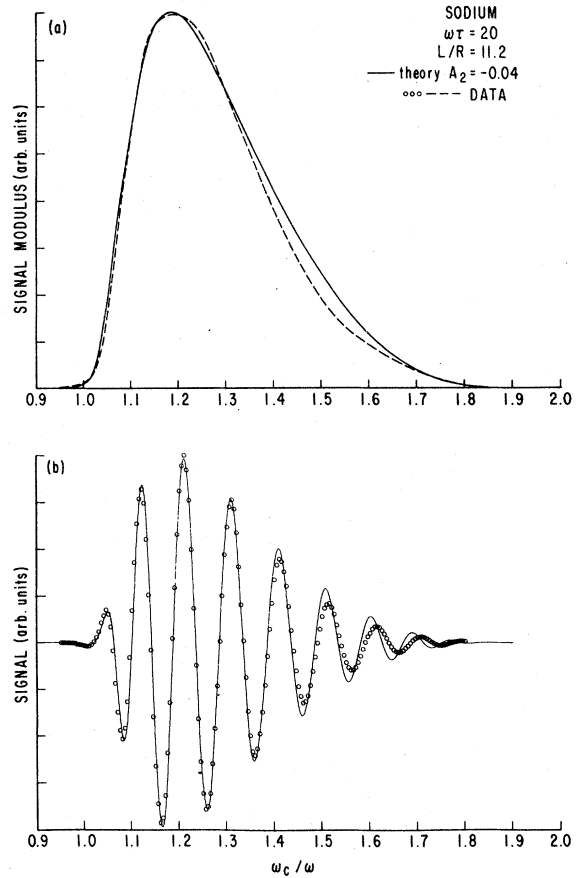 (a)
SODIUM
ωτ = 20
L/R = 11.2
theory A₂ = -0.04
DATA
SIGNAL MODULUS (arb. units)
0.9 1.0 1.1 1.2 1.3 1.4 1.5 1.6 1.7 1.8 1.9 2.0
(b)
SIGNAL (arb. units)
0.9 1.0 1.1 1.2 1.3 1.4 1.5 1.6 1.7 1.8 1.9 2.0
ω_c/ω